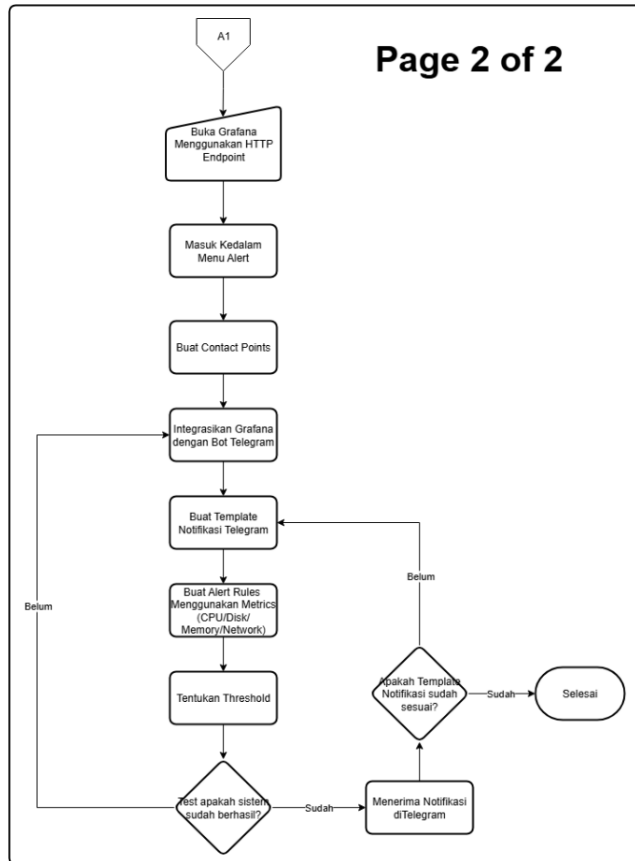 A1
Page 2 of 2
Buka Grafana
Menggunakan HTTP
Endpoint
Masuk Kedalam
Menu Alert
Buat Contact Points
Integrasikan Grafana
dengan Bot Telegram
Buat Template
Notifikasi Telegram
Belum
Belum
Buat Alert Rules
Menggunakan Metrics
(CPU/Disk/
Memory/Network)
Tentukan Threshold
Apakah Template
Notifikasi sudah
sesuai?
Sudah
Selesai
Test apakah sistem
sudah berhasil?
Sudah
Menerima Notifikasi
diTelegram